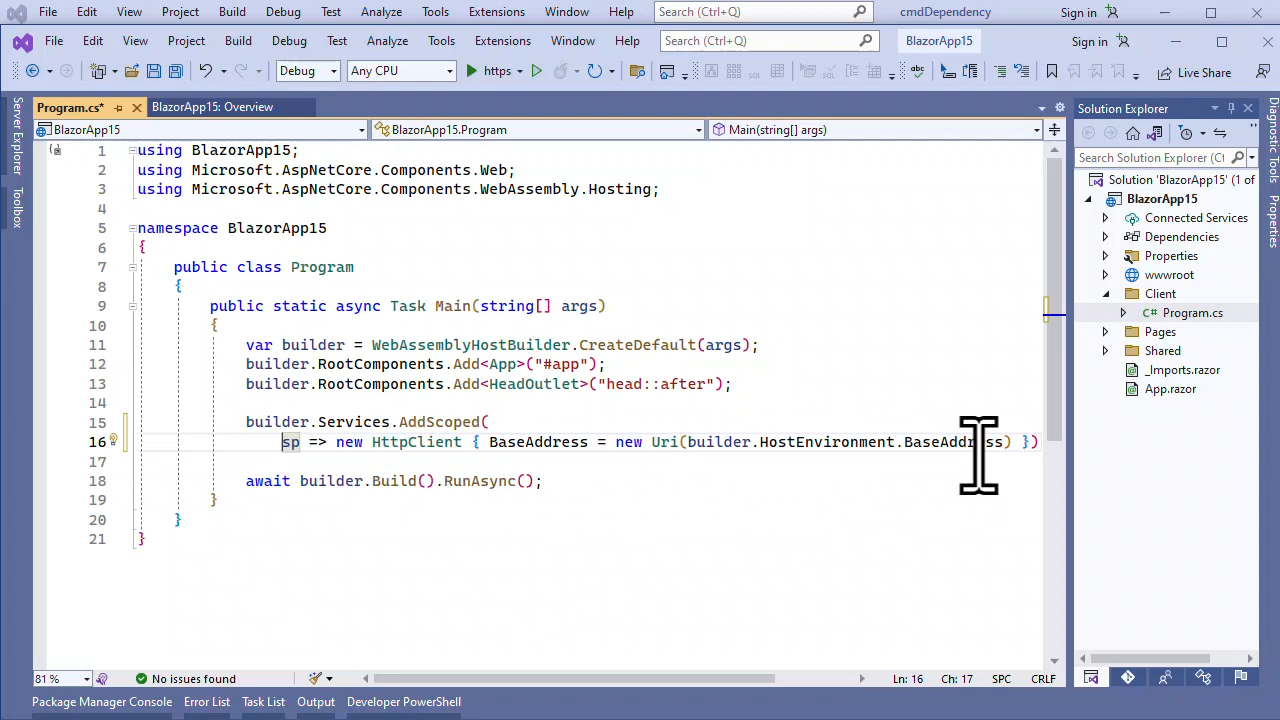 File Edit View Project Build Debug Test Analyze Tools Extensions Window Help Search (Ctrl+Q) cmdDependency Sign in
File Edit View Project Build Debug Test Analyze Tools Extensions Window Help Search (Ctrl+Q) BlazorApp15 Sign in
Debug Any CPU https Live Share
Server Explorer
Toolbox
Program.cs*
BlazorApp15: Overview
BlazorApp15 BlazorApp15.Program Main(string[] args)
1 using BlazorApp15;
2 using Microsoft.AspNetCore.Components.Web;
3 using Microsoft.AspNetCore.Components.WebAssembly.Hosting;
4
5 namespace BlazorApp15
6 {
7 public class Program
8 {
9 public static async Task Main(string[] args)
10 {
11 var builder = WebAssemblyHostBuilder.CreateDefault(args);
12 builder.RootComponents.Add<App>("#app");
13 builder.RootComponents.Add<HeadOutlet>("head::after");
14
15 builder.Services.AddScoped(
16 sp => new HttpClient { BaseAddress = new Uri(builder.HostEnvironment.BaseAddress) })
17
18 await builder.Build().RunAsync();
19 }
20 }
21 }
81 % No issues found Ln: 16 Ch: 17 SPC CRLF
Package Manager Console Error List Task List Output Developer PowerShell
Solution Explorer
Search Solution Explorer (Ct
Solution 'BlazorApp15' (1 of
BlazorApp15
Connected Services
Dependencies
Properties
wwwroot
Client
C# Program.cs
Pages
Shared
_Imports.razor
App.razor
Diagnostic Tools
Properties